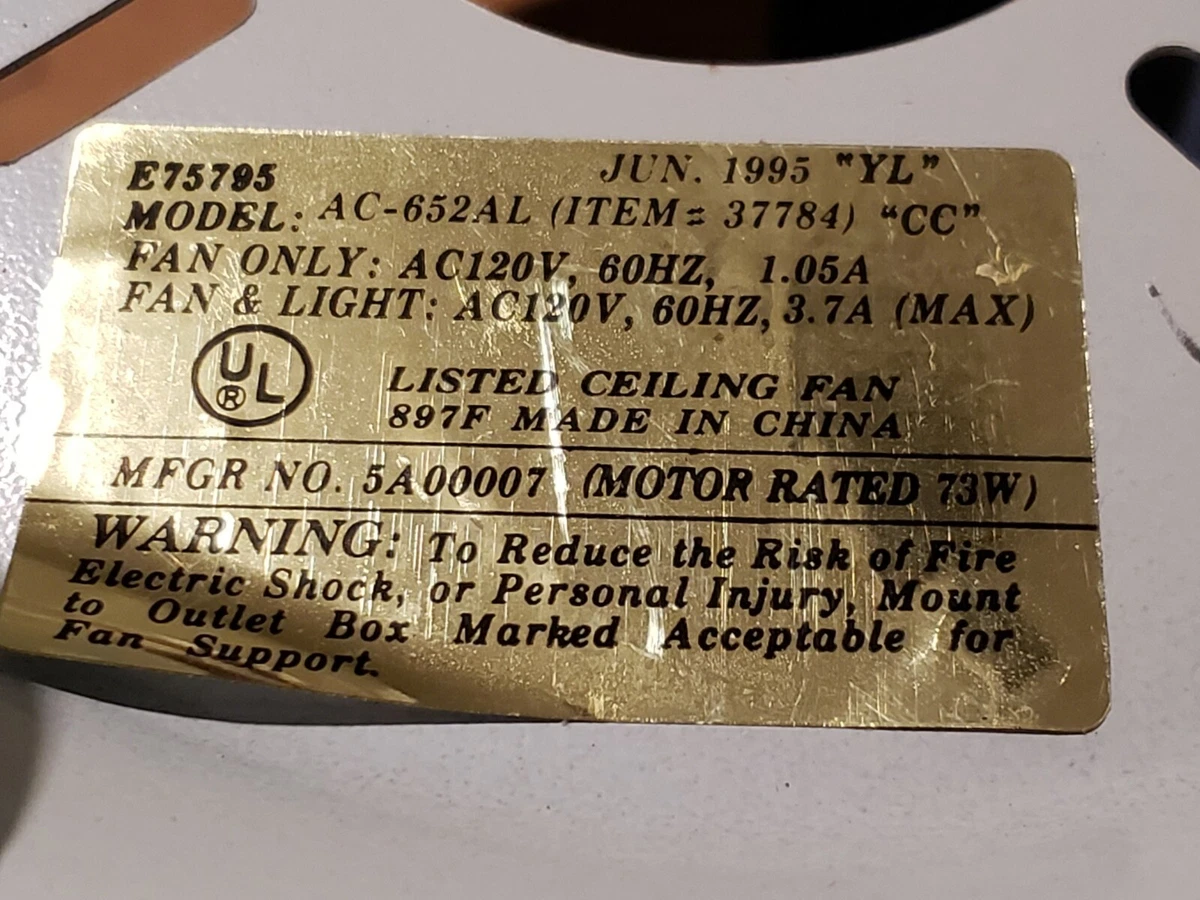 E75795 JUN. 1995 "YL"
MODEL: AC-652AL (ITEM# 37784) "CC"
FAN ONLY: AC120V, 60HZ, 1.05A
FAN & LIGHT: AC120V, 60HZ, 3.7A (MAX)
UL ® LISTED CEILING FAN
897F MADE IN CHINA
MFGR NO. 5A00007 (MOTOR RATED 73W)
WARNING: To Reduce the Risk of Fire
Electric Shock, or Personal Injury, Mount
to Outlet Box Marked Acceptable for
Fan Support.